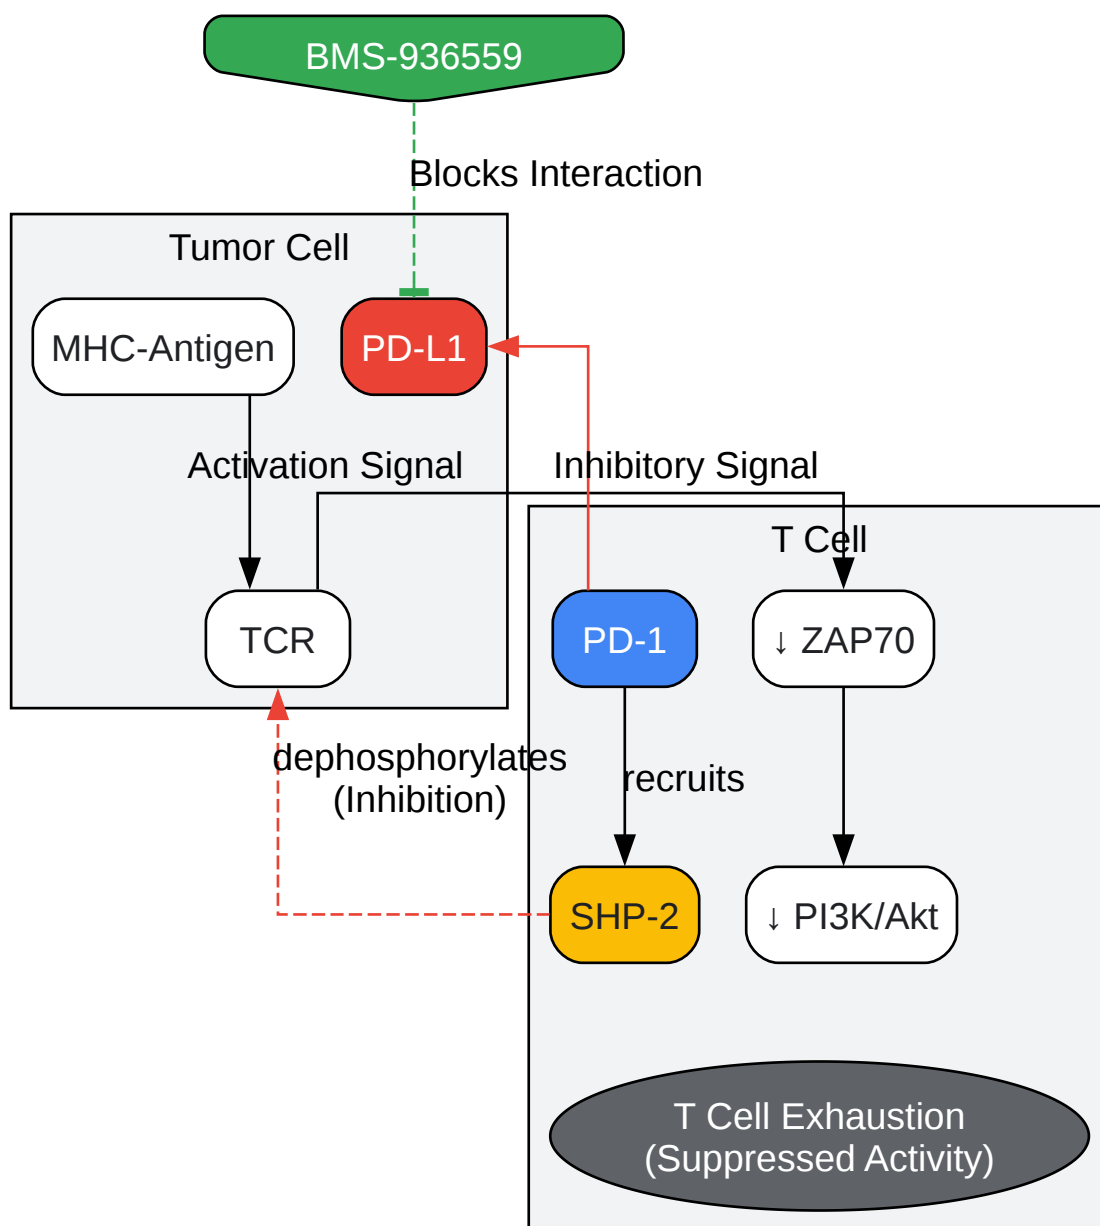 BMS-936559
Blocks Interaction
Tumor Cell
MHC-Antigen
PD-L1
Activation Signal
Inhibitory Signal
T Cell
TCR
PD-1
↓ ZAP70
dephosphorylates
(Inhibition)
recruits
SHP-2
↓ PI3K/Akt
T Cell Exhaustion
(Suppressed Activity)